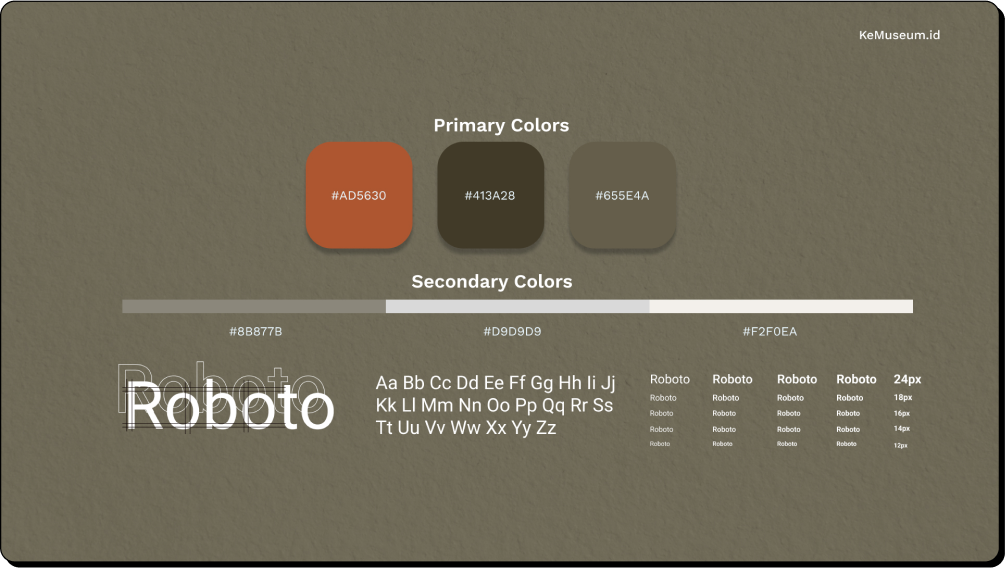 KeMuseum.id
Primary Colors
#AD5630 #413A28 #655E4A
Secondary Colors
#8B877B #D9D9D9 #F2F0EA
Roboto
Roboto
Aa Bb Cc Dd Ee Ff Gg Hh Ii Jj
Kk Ll Mm Nn Oo Pp Qq Rr Ss
Tt Uu Vv Ww Xx Yy Zz
Roboto Roboto Roboto Roboto 24px
Roboto Roboto Roboto Roboto 18px
Roboto Roboto Roboto Roboto 16px
Roboto Roboto Roboto Roboto 14px
Roboto Roboto Roboto Roboto 12px